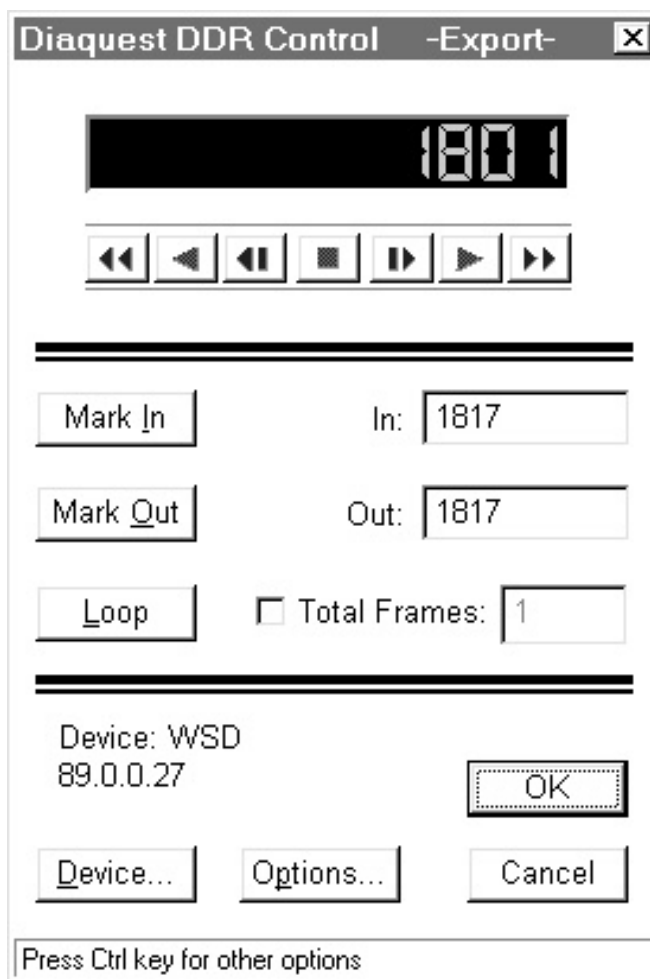 Diaquest DDR Control -Export-
1801
Mark In In: 1817
Mark Out Out: 1817
Loop Total Frames: 1
Device: WSD
89.0.0.27
OK
Device... Options... Cancel
Press Ctrl key for other options